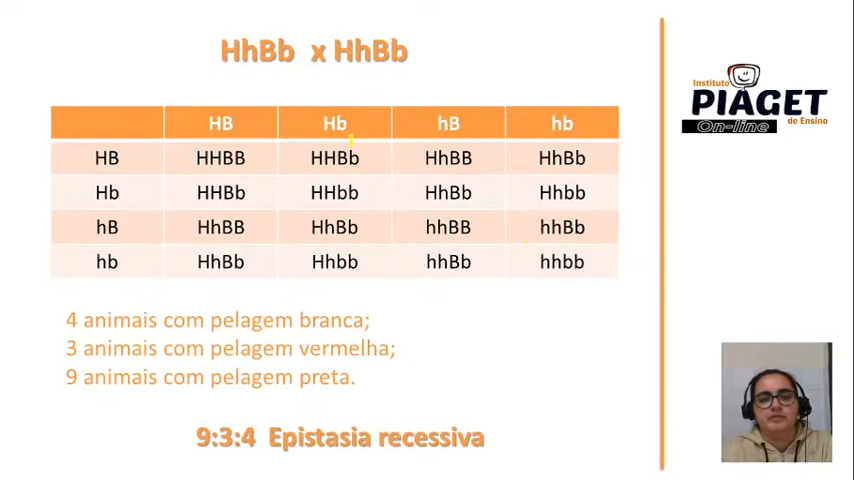 HhBb x HhBb
HB Hb hB hb
HB HHBB HHBb HhBB HhBb
Hb HHBb HHbb HhBb Hhbb
hB HhBB HhBb hhBB hhBb
hb HhBb Hhbb hhBb hhbb
4 animais com pelagem branca;
3 animais com pelagem vermelha;
9 animais com pelagem preta.
9:3:4 Epistasia recessiva
Instituto
PIAGET
de Ensino
On-line